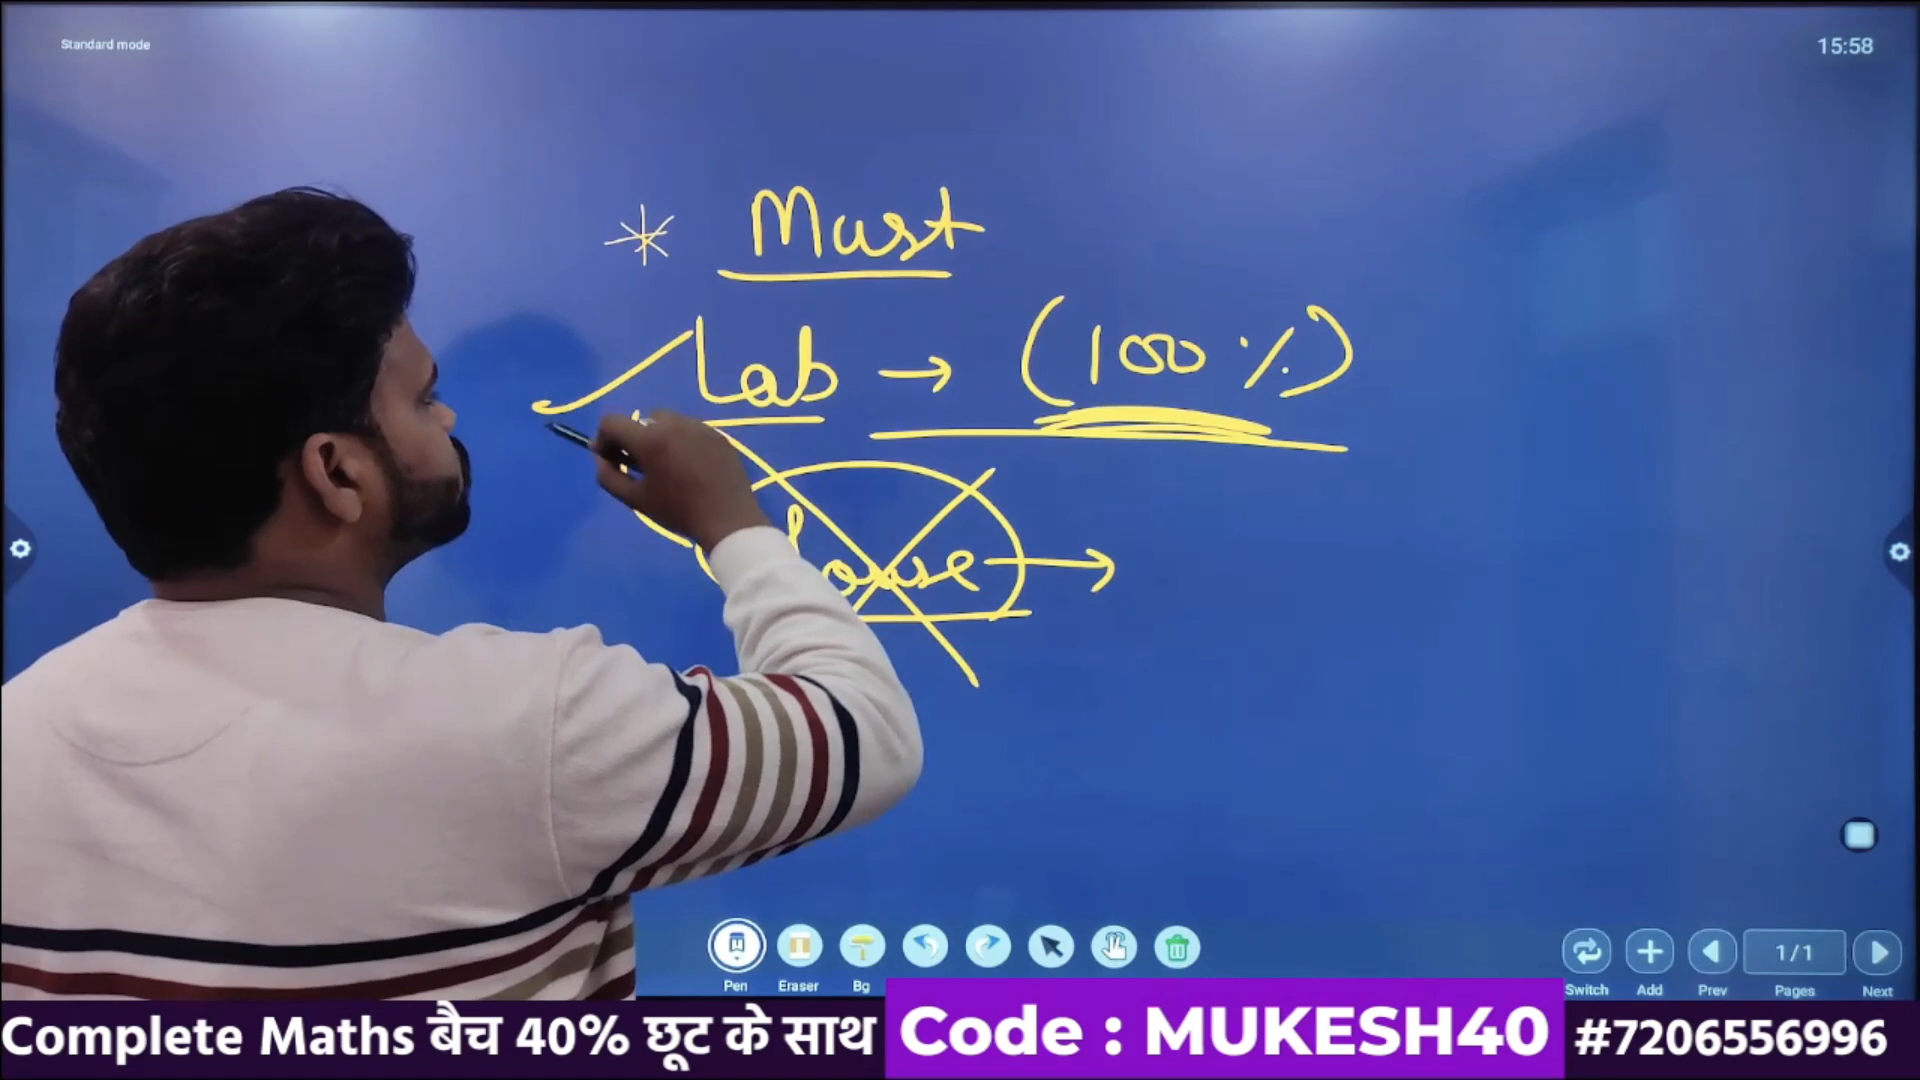 Standard mode
15:58
* Must
Lab → (100%)
Pen Eraser Bg
1/1
Switch Add Prev Pages Next
Complete Maths बैच 40% छूट के साथ Code : MUKESH40 #7206556996